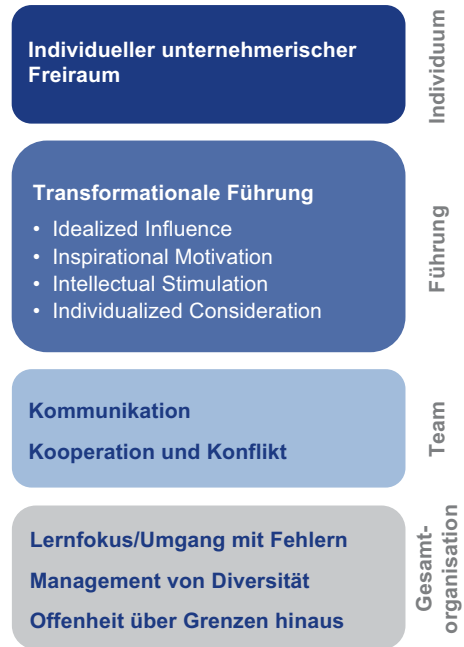 Individueller unternehmerischer
Freiraum
Individuum
Transformationale Führung
• Idealized Influence
• Inspirational Motivation
• Intellectual Stimulation
• Individualized Consideration
Führung
Kommunikation
Kooperation und Konflikt
Team
Lernfokus/Umgang mit Fehlern
Management von Diversität
Offenheit über Grenzen hinaus
Gesamt-
organisation